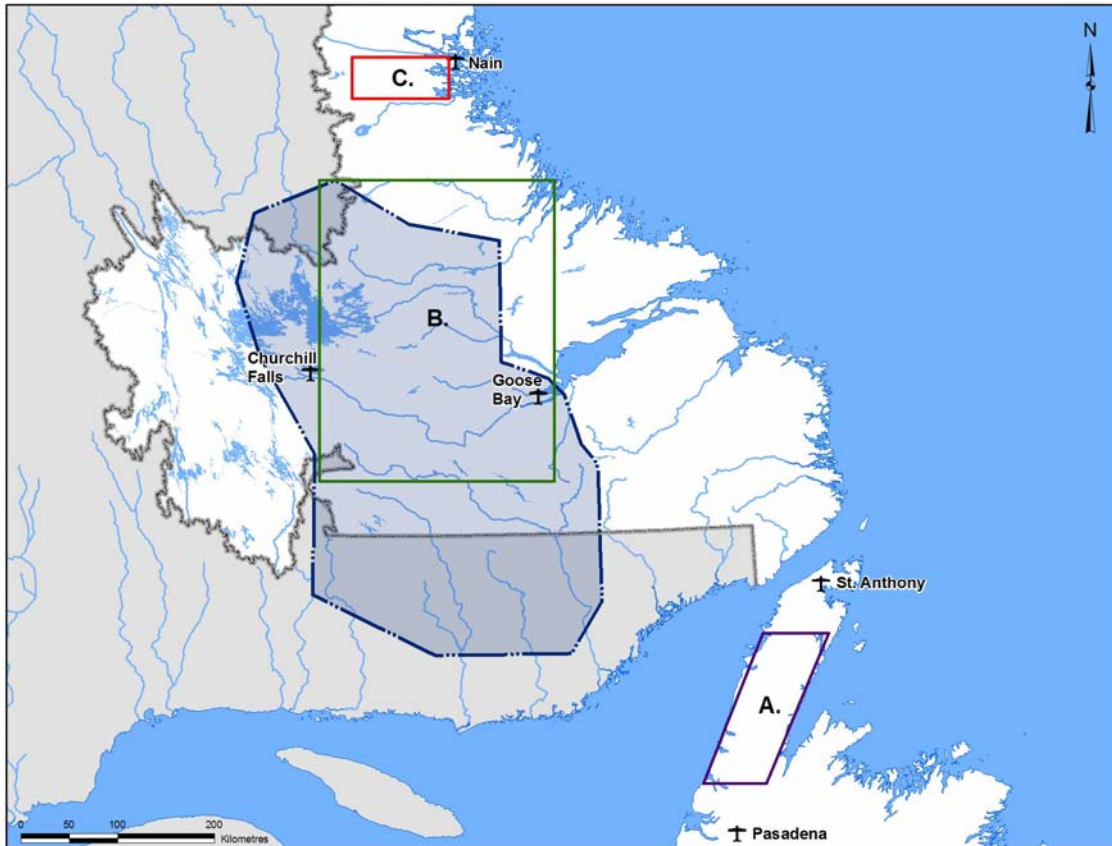 N
Nain
C.
B.
Churchill
Falls
Goose
Bay
St. Anthony
A.
Pasadena
0 50 100 200
Kilometres